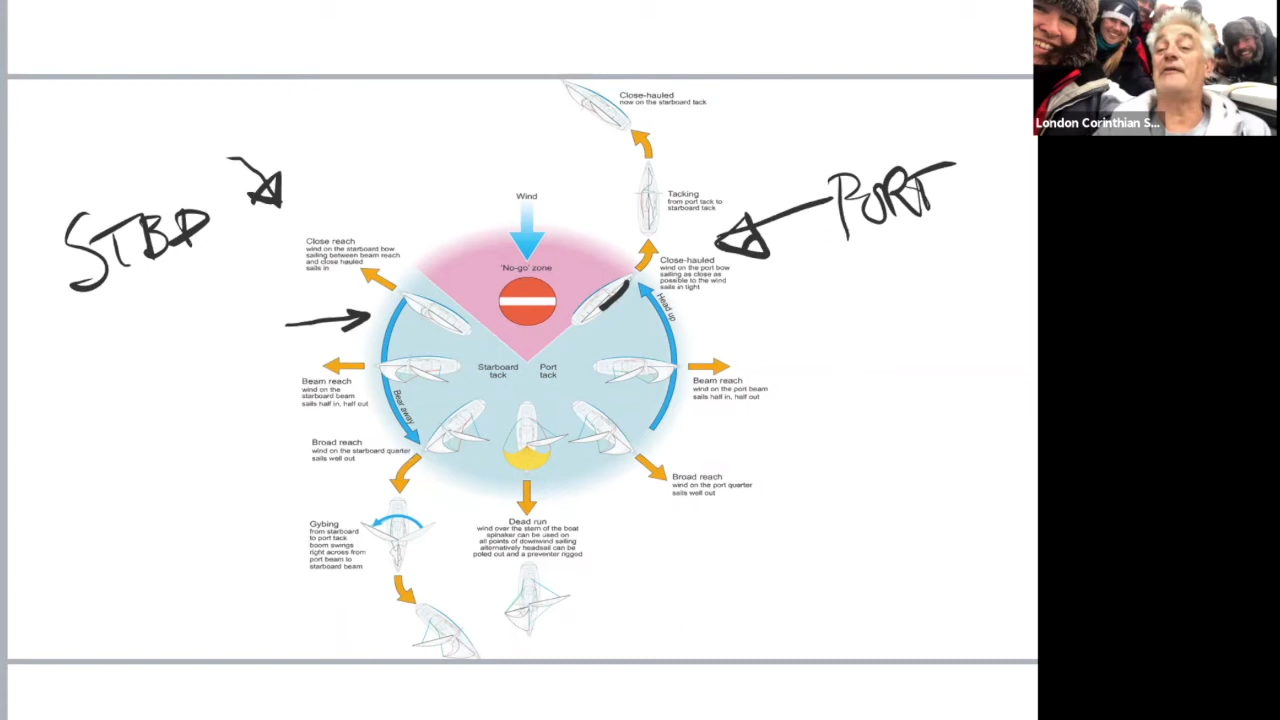 London Corinthian S...
Close-hauled
now on the starboard tack
STBD
PORT
Wind
Tacking
from port tack to
starboard tack
Close reach
wind on the starboard bow
sailing between beam reach
and close hauled
sails in
'No-go' zone
Close-hauled
wind on the port bow
sailing as close as
possible to the wind
sails in tight
Head up
Starboard
tack
Port
tack
Beam reach
wind on the
starboard beam
sails half in, half out
Beam reach
wind on the port beam
sails half in, half out
Bear away
Broad reach
wind on the starboard quarter
sails well out
Broad reach
wind on the port quarter
sails well out
Gybing
from starboard
to port tack
boom swings
right across from
port beam to
starboard beam
Dead run
wind over the stern of the boat
spinaker can be used on
all points of downwind sailing
alternatively headsail can be
poled out and a preventer rigged